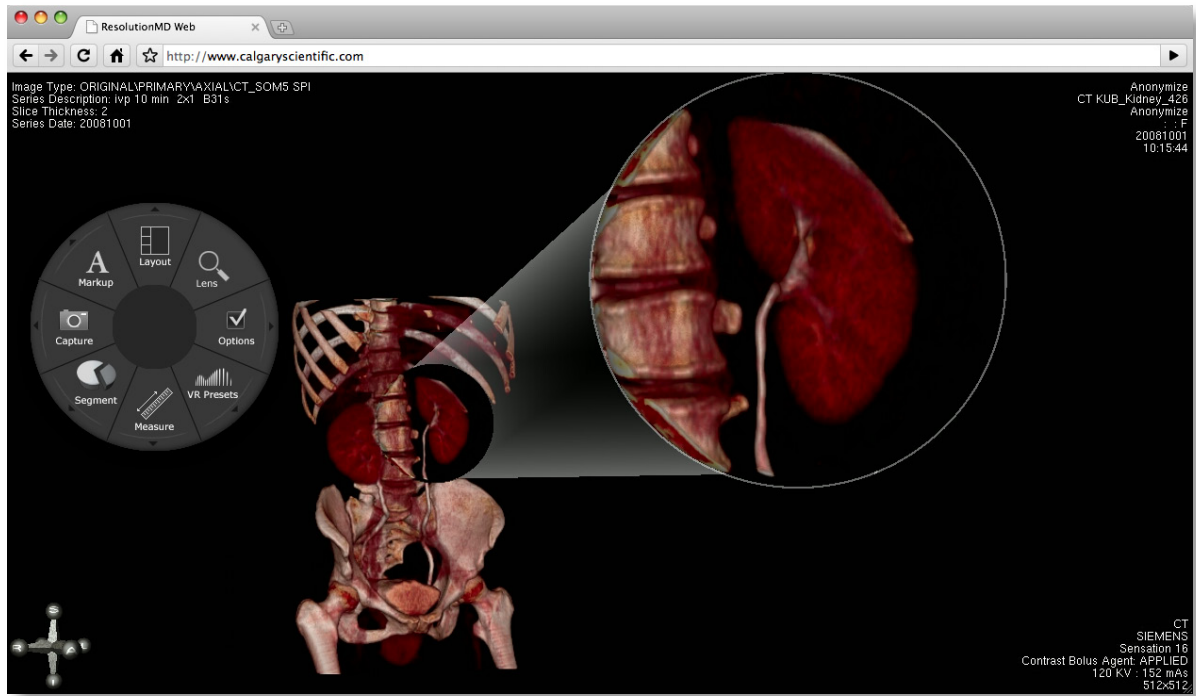 ResolutionMD Web
http://www.calgaryscientific.com
Image Type: ORIGINAL\PRIMARY\AXIAL\CT_SOM5 SPI
Series Description: ivp 10 min 2x1 B31s
Slice Thickness: 2
Series Date: 20081001
Anonymize
CT KUB_Kidney_426
Anonymize
: : F
20081001
10:15:44
Layout
A
Markup
Lens
Capture
Options
Segment
VR Presets
Measure
S
R
A
L
I
CT
SIEMENS
Sensation 16
Contrast Bolus Agent: APPLIED
120 KV : 152 mAs
512x512